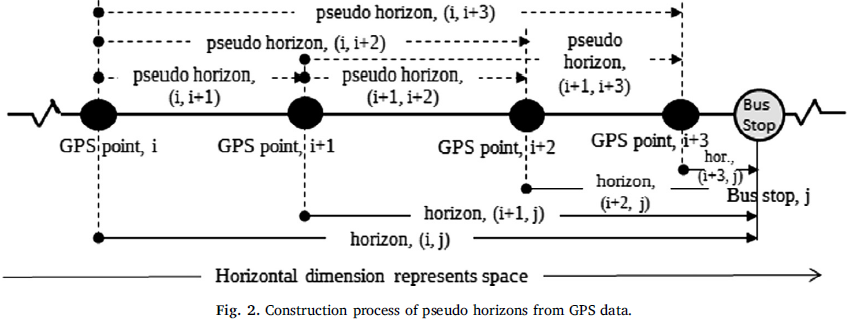 pseudo horizon, (i, i+3)
pseudo horizon, (i, i+2)
pseudo
horizon,
(i+1, i+3)
pseudo horizon,
(i, i+1)
pseudo horizon,
(i+1, i+2)
Bus
Stop
GPS point, i
GPS point, i+1
GPS point, i+2
GPS point, i+3
hor.,
(i+3, j)
horizon,
(i+2, j)
Bus stop, j
horizon, (i+1, j)
horizon, (i, j)
Horizontal dimension represents space
Fig. 2. Construction process of pseudo horizons from GPS data.